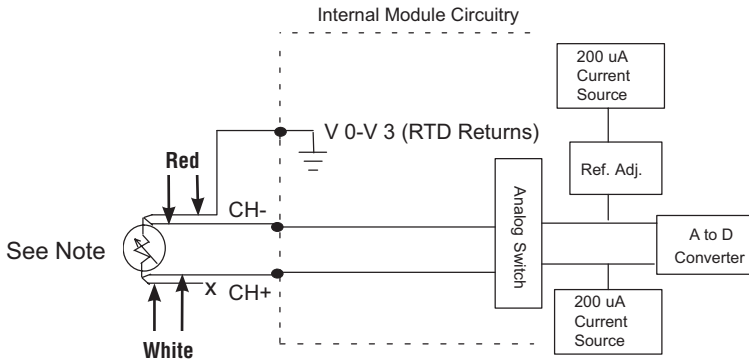 Internal Module Circuitry
200 uA
Current
Source
V 0-V 3 (RTD Returns)
Red
Ref. Adj.
CH-
Analog Switch
See Note
A to D
Converter
x
CH+
200 uA
Current
Source
White